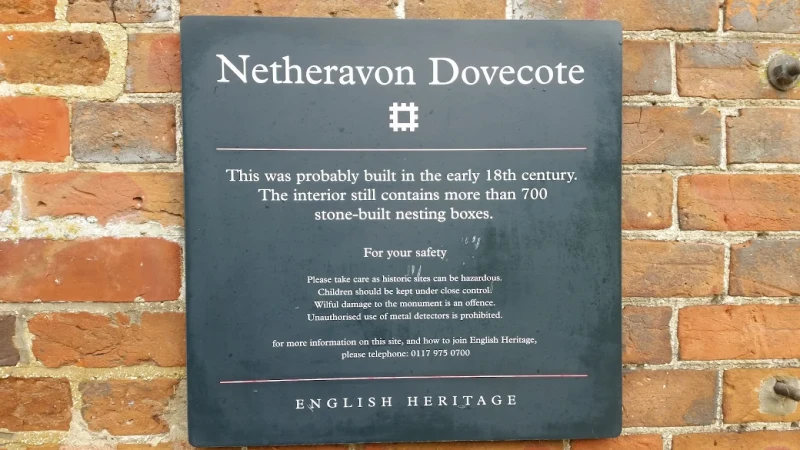 Netheravon Dovecote
This was probably built in the early 18th century.
The interior still contains more than 700
stone-built nesting boxes.
For your safety
Please take care as historic sites can be hazardous.
Children should be kept under close control.
Wilful damage to the monument is an offence.
Unauthorised use of metal detectors is prohibited.
for more information on this site, and how to join English Heritage,
please telephone: 0117 975 0700
ENGLISH HERITAGE